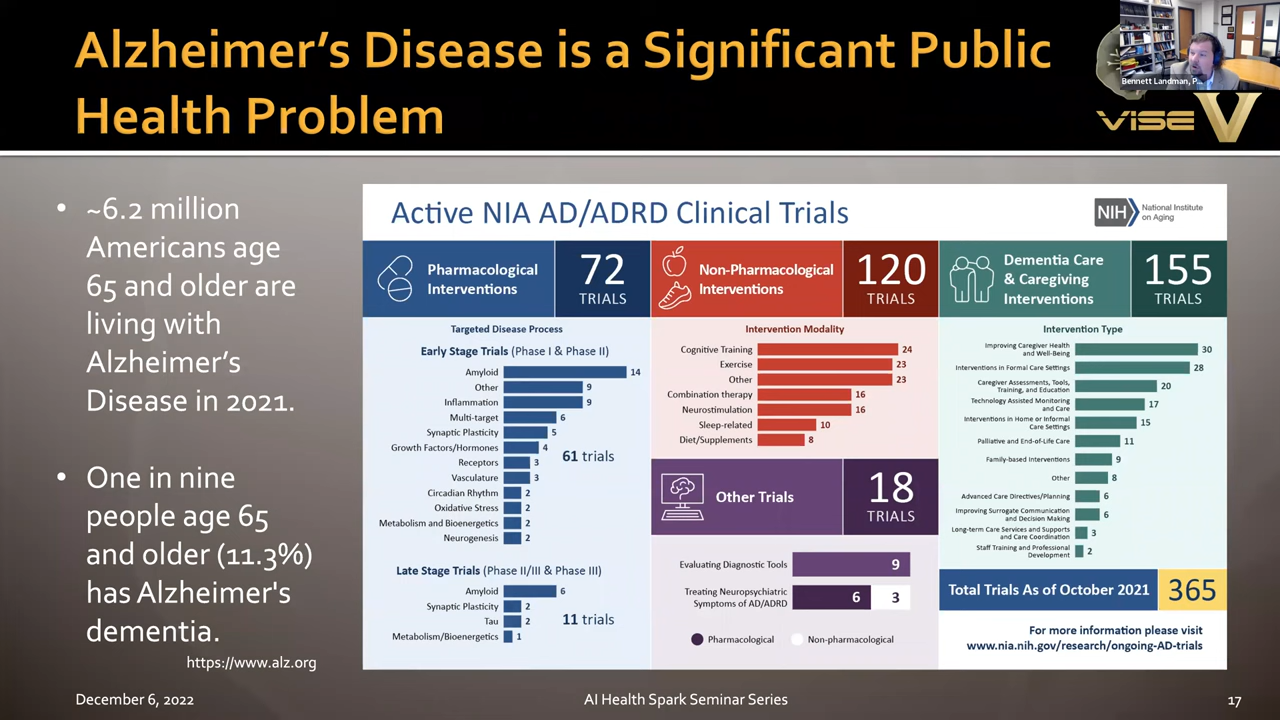 Alzheimer's Disease is a Significant Public
Health Problem
Bennett Landman, P...
VISE V
• ~6.2 million
Americans age
65 and older are
living with
Alzheimer's
Disease in 2021.
• One in nine
people age 65
and older (11.3%)
has Alzheimer's
dementia.
https://www.alz.org
Active NIA AD/ADRD Clinical Trials
NIH National Institute
on Aging
Pharmacological
Interventions
72
TRIALS
Targeted Disease Process
Early Stage Trials (Phase I & Phase II)
Amyloid 14
Other 9
Inflammation 9
Multi-target 6
Synaptic Plasticity 5
Growth Factors/Hormones 4
Receptors 3
Vasculature 3
Circadian Rhythm 2
Oxidative Stress 2
Metabolism and Bioenergetics 2
Neurogenesis 2
61 trials
Late Stage Trials (Phase II/III & Phase III)
Amyloid 6
Synaptic Plasticity 2
Tau 2
Metabolism/Bioenergetics 1
11 trials
Non-Pharmacological
Interventions
120
TRIALS
Intervention Modality
Cognitive Training 24
Exercise 23
Other 23
Combination therapy 16
Neurostimulation 16
Sleep-related 10
Diet/Supplements 8
Other Trials
18
TRIALS
Evaluating Diagnostic Tools 9
Treating Neuropsychiatric
Symptoms of AD/ADRD 6 3
Pharmacological Non-pharmacological
Dementia Care
& Caregiving
Interventions
155
TRIALS
Intervention Type
Improving Caregiver Health
and Well-Being 30
Interventions in Formal Care Settings 28
Caregiver Assessments, Tools,
Training, and Education 20
Technology Assisted Monitoring
and Care 17
Interventions in Home or Informal
Care Settings 15
Palliative and End-of-Life Care 11
Family-based Interventions 9
Other 8
Advanced Care Directives/Planning 6
Improving Surrogate Communication
and Decision Making 6
Long-term Care Services and Supports
and Care Coordination 3
Staff Training and Professional
Development 2
Total Trials As of October 2021 365
For more information please visit
www.nia.nih.gov/research/ongoing-AD-trials
December 6, 2022
AI Health Spark Seminar Series
17